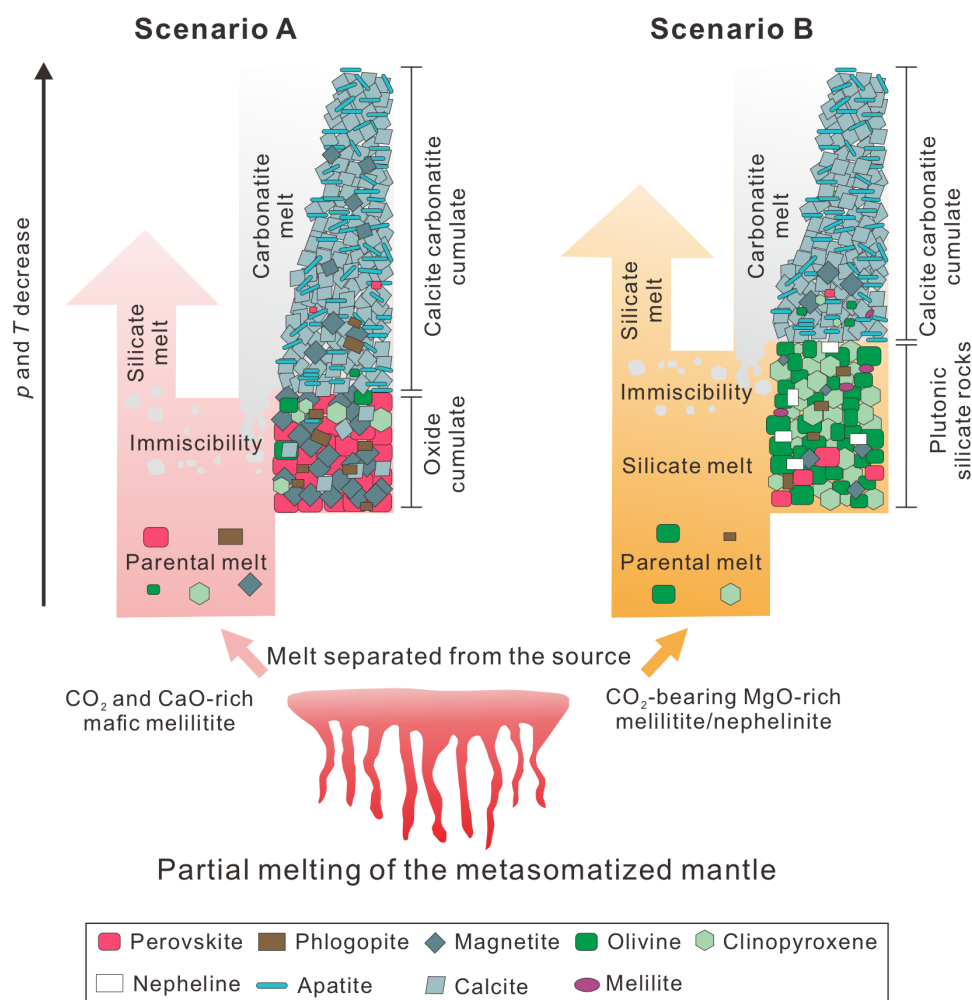 Scenario A
Scenario B
p and T decrease
Silicate
melt
Carbonatite
melt
Calcite carbonatite
cumulate
Immiscibility
Oxide
cumulate
Parental melt
Silicate
melt
Carbonatite
melt
Calcite carbonatite
cumulate
Immiscibility
Silicate melt
Plutonic
silicate rocks
Parental melt
Melt separated from the source
CO₂ and CaO-rich
mafic melilitite
CO₂-bearing MgO-rich
melilitite/nephelinite
Partial melting of the metasomatized mantle
Perovskite Phlogopite Magnetite Olivine Clinopyroxene
Nepheline Apatite Calcite Melilite